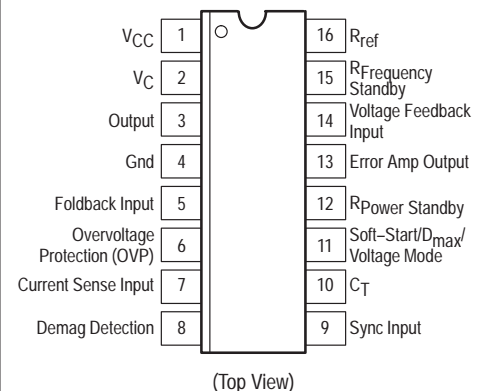 VCC 1
VC 2
Output 3
Gnd 4
Foldback Input 5
Overvoltage
Protection (OVP) 6
Current Sense Input 7
Demag Detection 8
16 Rref
15 RFrequency
Standby
14 Voltage Feedback
Input
13 Error Amp Output
12 RPower Standby
11 Soft–Start/Dmax/
Voltage Mode
10 CT
9 Sync Input
(Top View)